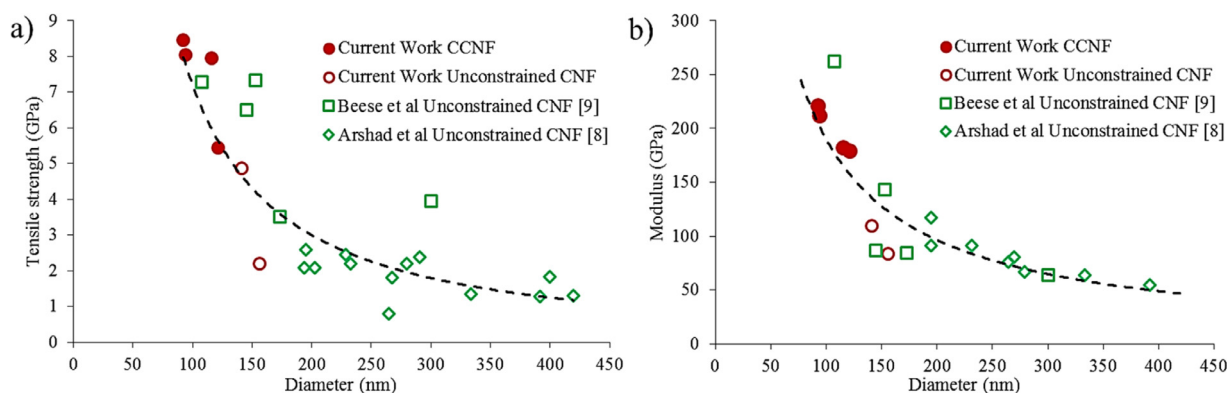 a)
Tensile strength (GPa)
9
8
7
6
5
4
3
2
1
0
0 50 100 150 200 250 300 350 400 450
Diameter (nm)
Current Work CCNF
Current Work Unconstrained CNF
Beese et al Unconstrained CNF [9]
Arshad et al Unconstrained CNF [8]
b)
Modulus (GPa)
300
250
200
150
100
50
0
0 50 100 150 200 250 300 350 400 450
Diameter (nm)
Current Work CCNF
Current Work Unconstrained CNF
Beese et al Unconstrained CNF [9]
Arshad et al Unconstrained CNF [8]